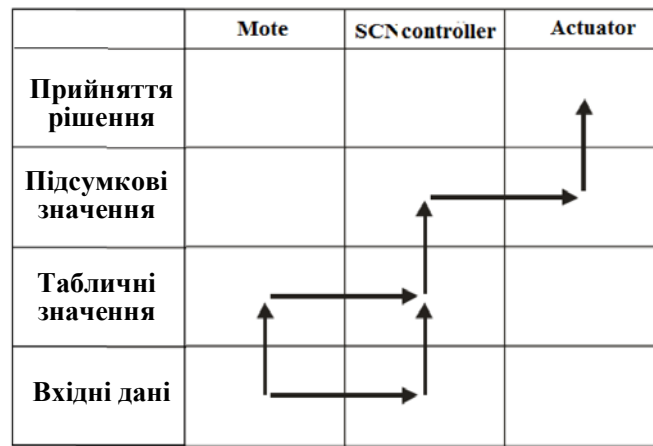 Mote SCN controller Actuator
Прийняття
рішення
Підсумкові
значення
Табличні
значення
Вхідні дані